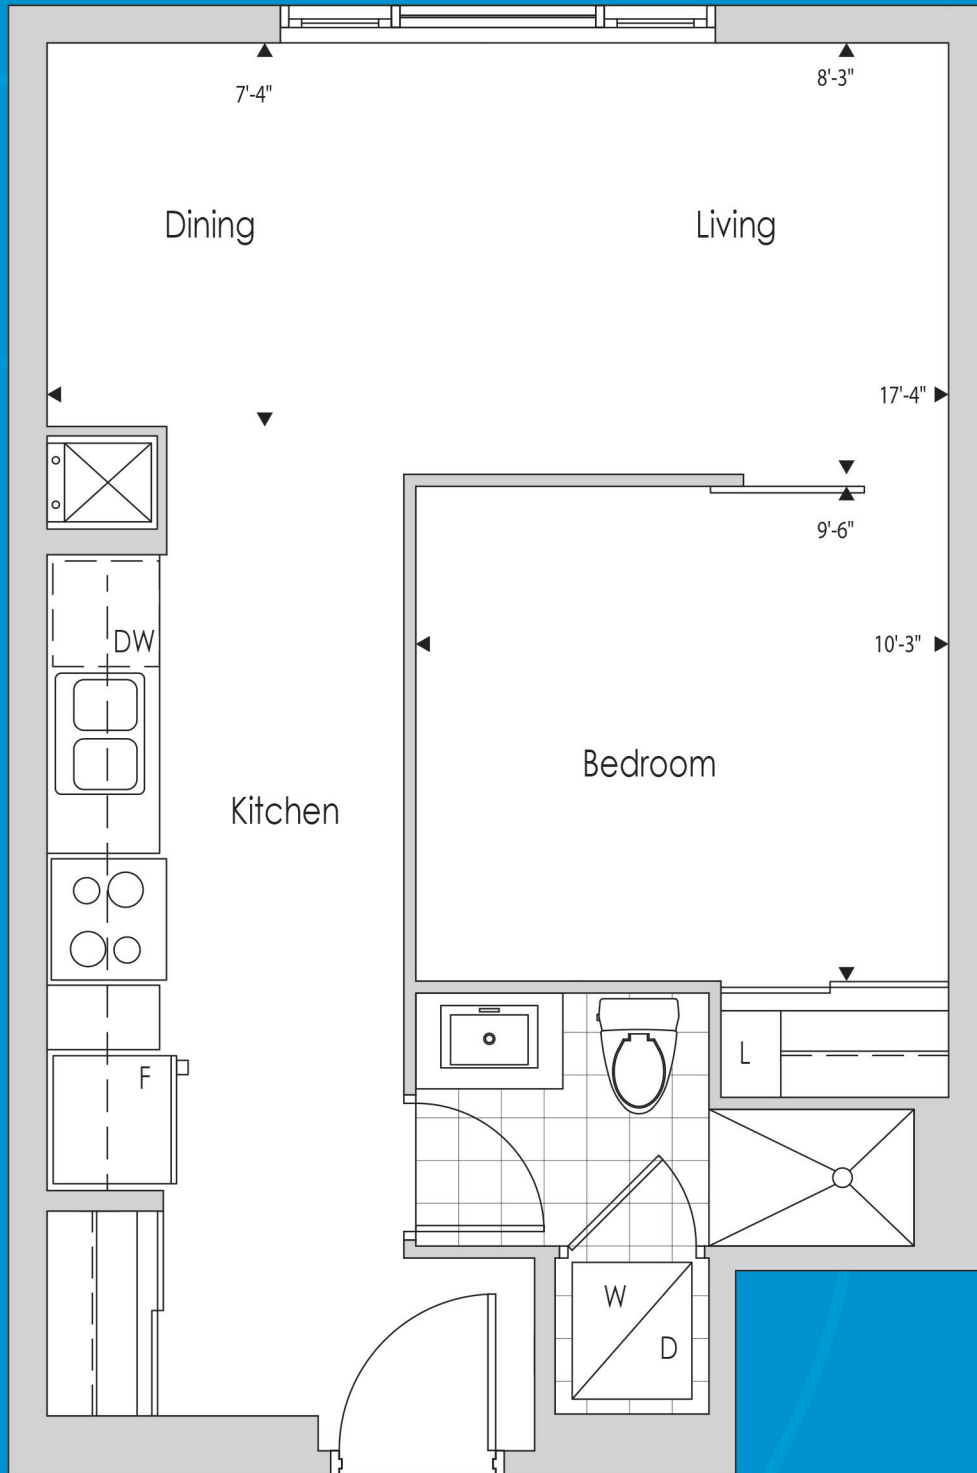 7'-4"
8'-3"
Dining
Living
17'-4"
9'-6"
DW
10'-3"
Bedroom
Kitchen
L
F
W
D